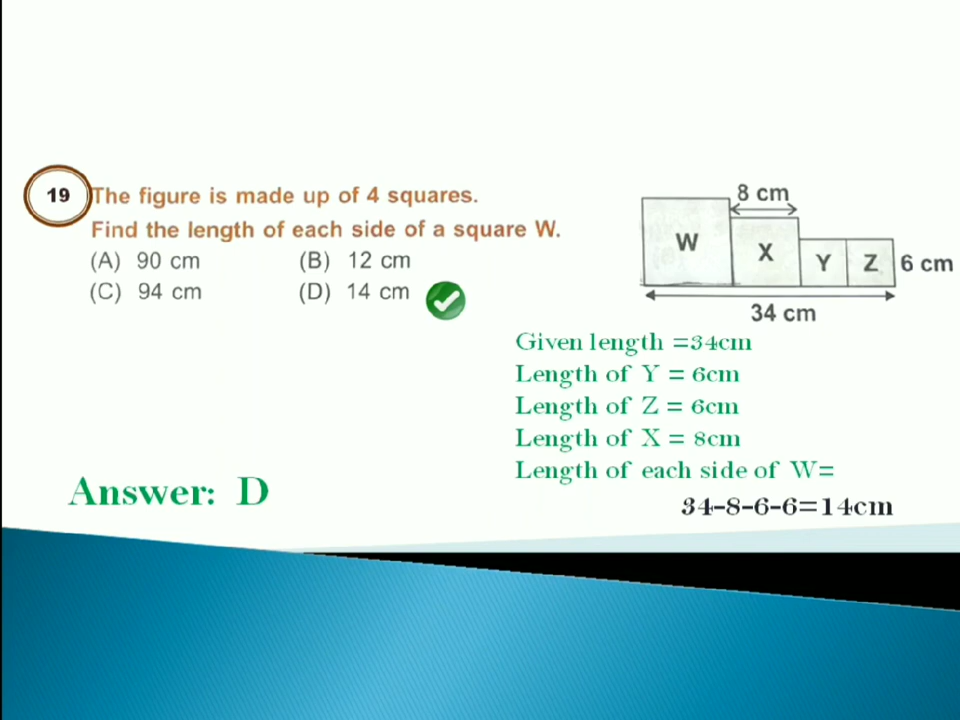 19 The figure is made up of 4 squares.
Find the length of each side of a square W.
(A) 90 cm (B) 12 cm
(C) 94 cm (D) 14 cm
8 cm
W X Y Z 6 cm
34 cm
Given length =34cm
Length of Y = 6cm
Length of Z = 6cm
Length of X = 8cm
Length of each side of W=
34-8-6-6=14cm
Answer: D